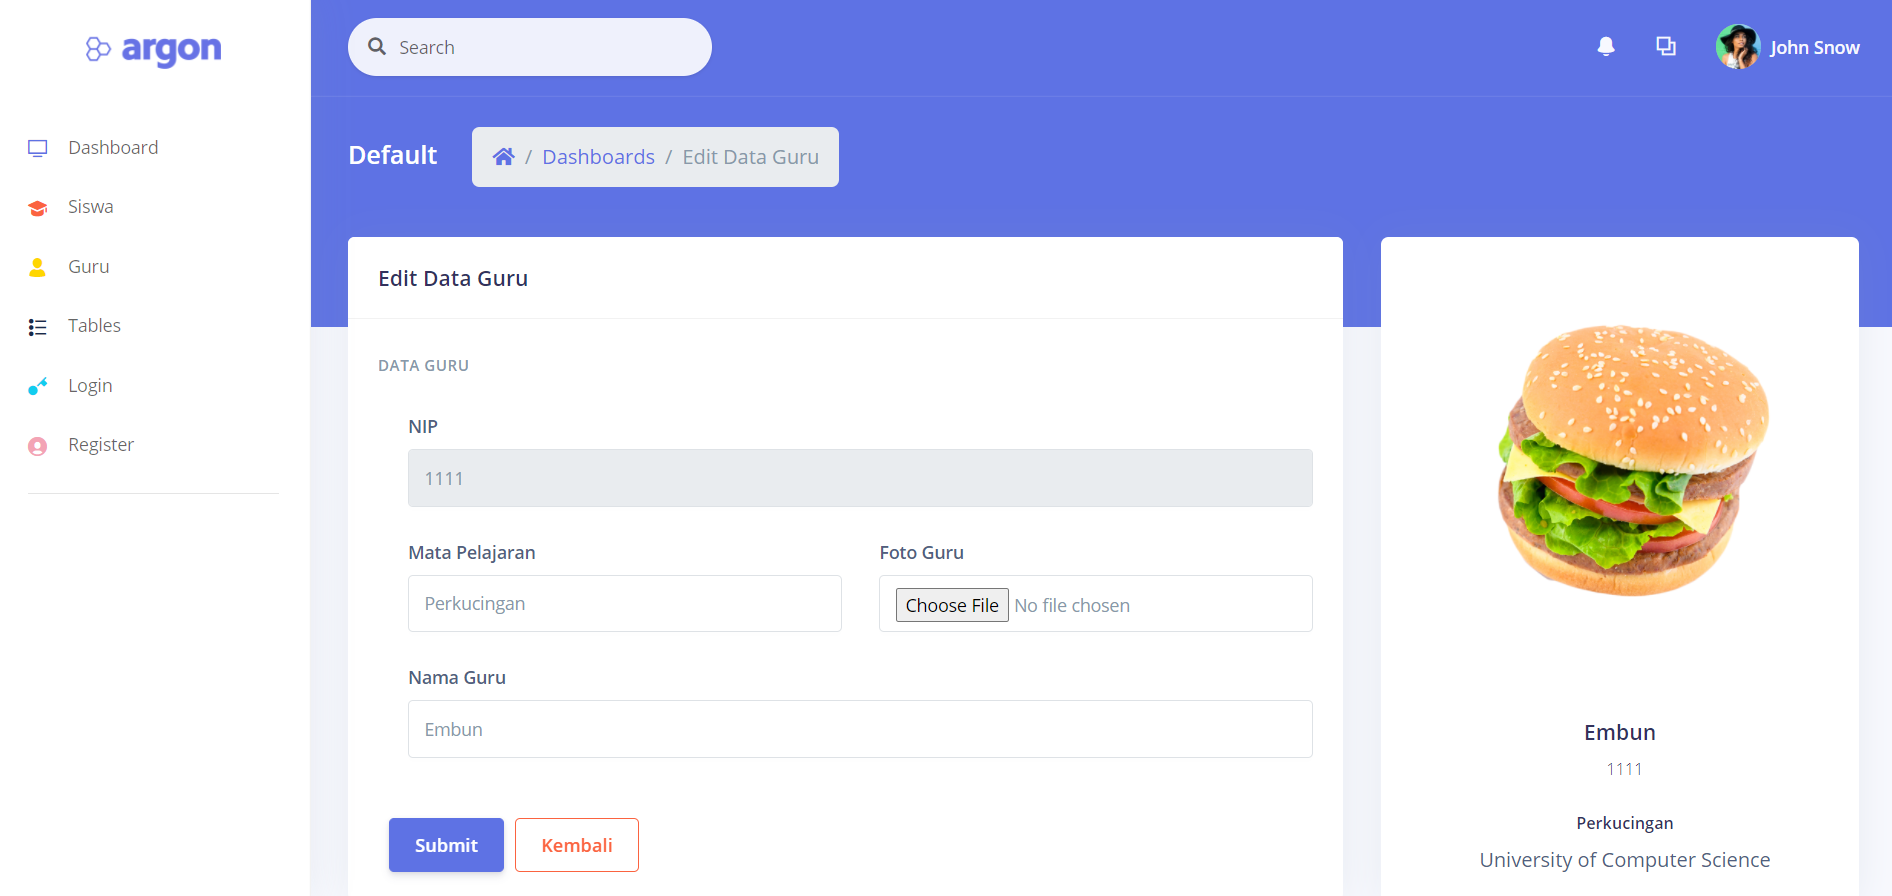 argon
Search
John Snow
Dashboard
Siswa
Guru
Tables
Login
Register
Default
/ Dashboards / Edit Data Guru
Edit Data Guru
DATA GURU
NIP
1111
Mata Pelajaran
Foto Guru
Perkucingan
Choose File No file chosen
Nama Guru
Embun
Submit
Kembali
Embun
1111
Perkucingan
University of Computer Science